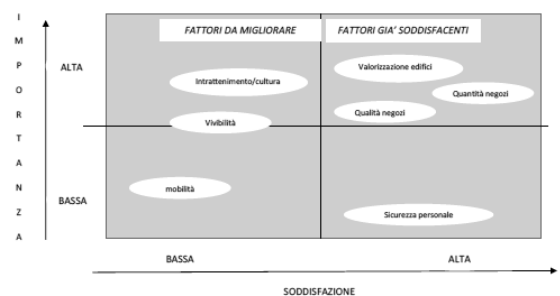 IMPORTANZA
FATTORI DA MIGLIORARE
FATTORI GIA’ SODDISFACENTI
ALTA
Valorizzazione edifici
Intrattenimento/cultura
Quantità negozi
Qualità negozi
Vivibilità
mobilità
BASSA
Sicurezza personale
BASSA
ALTA
SODDISFAZIONE